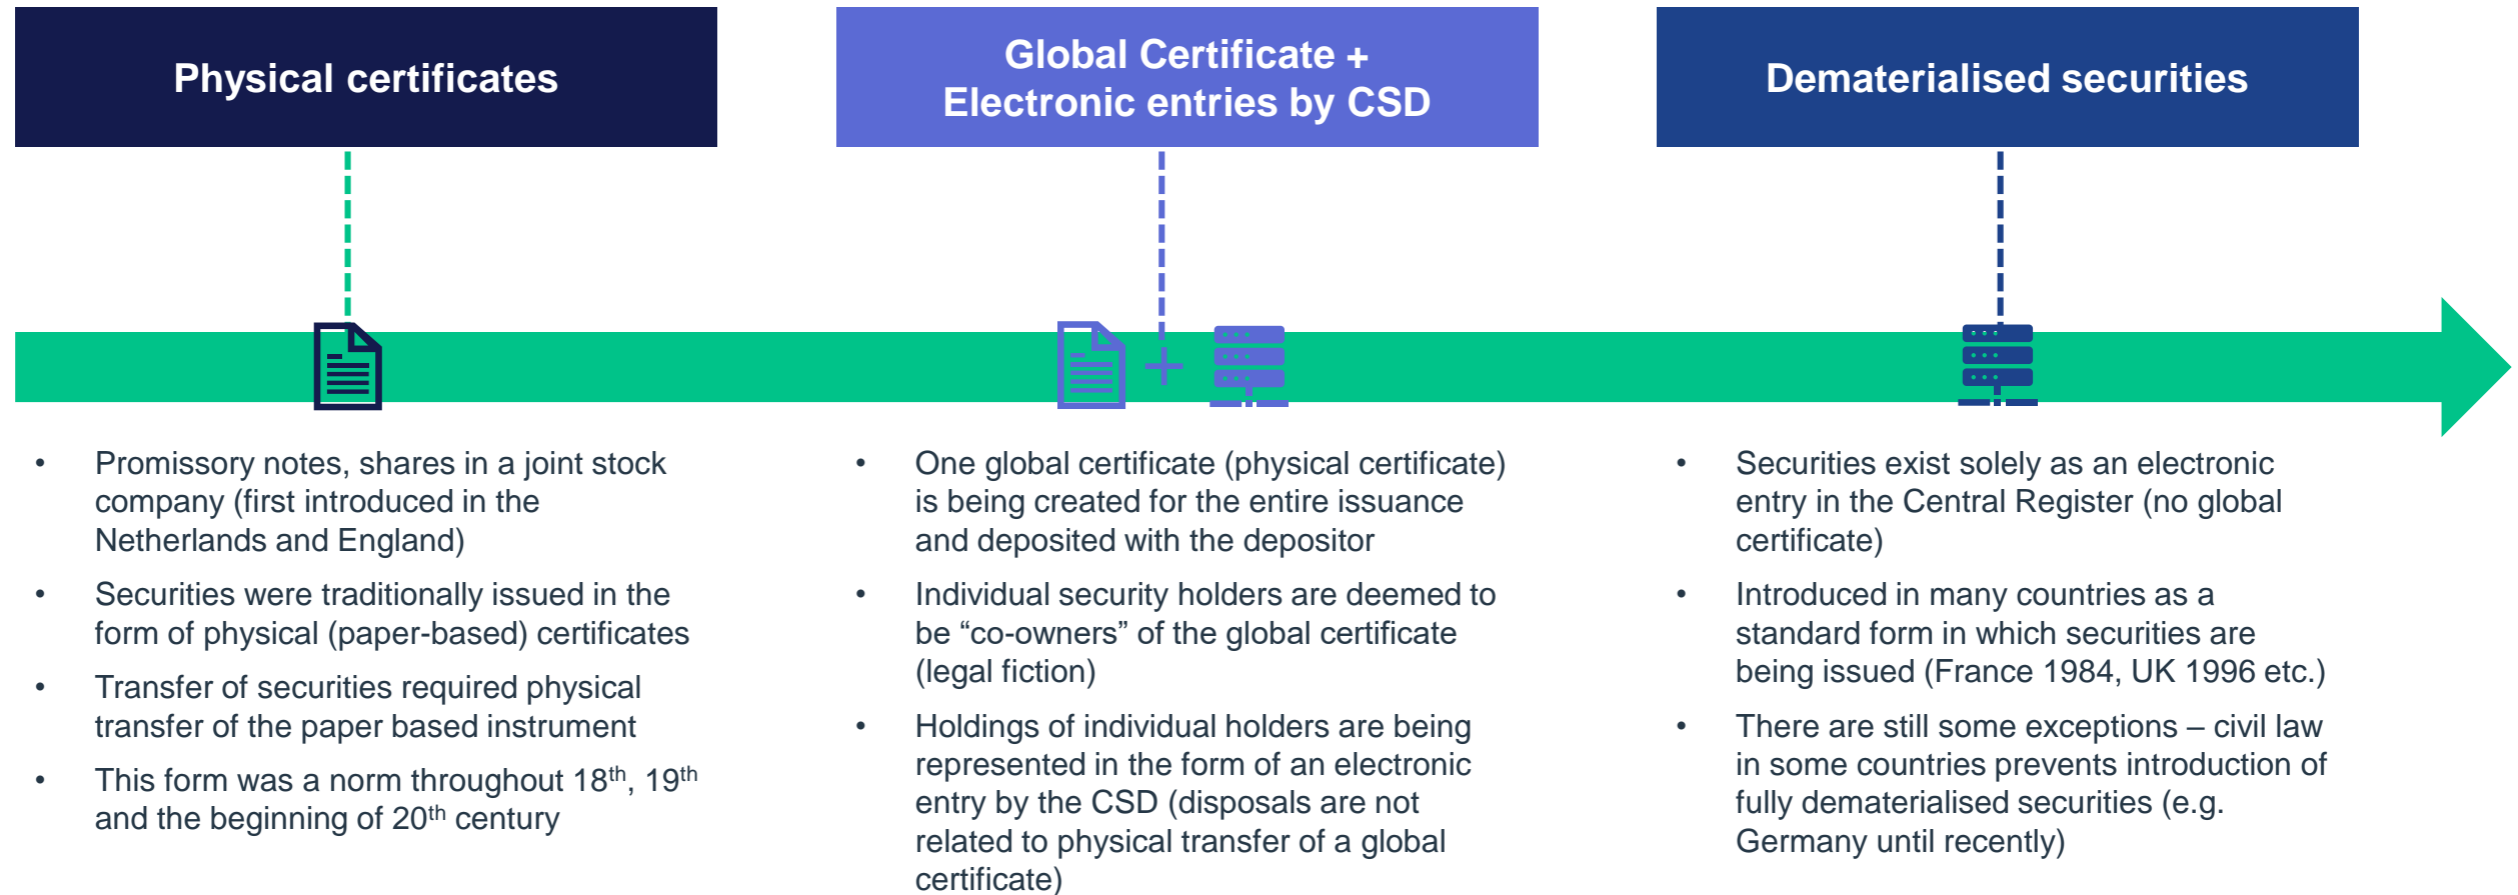 Physical certificates
Global Certificate +
Electronic entries by CSD
Dematerialised securities
• Promissory notes, shares in a joint stock
company (first introduced in the
Netherlands and England)
• Securities were traditionally issued in the
form of physical (paper-based) certificates
• Transfer of securities required physical
transfer of the paper based instrument
• This form was a norm throughout 18th, 19th
and the beginning of 20th century
• One global certificate (physical certificate)
is being created for the entire issuance
and deposited with the depositor
• Individual security holders are deemed to
be “co-owners” of the global certificate
(legal fiction)
• Holdings of individual holders are being
represented in the form of an electronic
entry by the CSD (disposals are not
related to physical transfer of a global
certificate)
• Securities exist solely as an electronic
entry in the Central Register (no global
certificate)
• Introduced in many countries as a
standard form in which securities are
being issued (France 1984, UK 1996 etc.)
• There are still some exceptions – civil law
in some countries prevents introduction of
fully dematerialised securities (e.g.
Germany until recently)